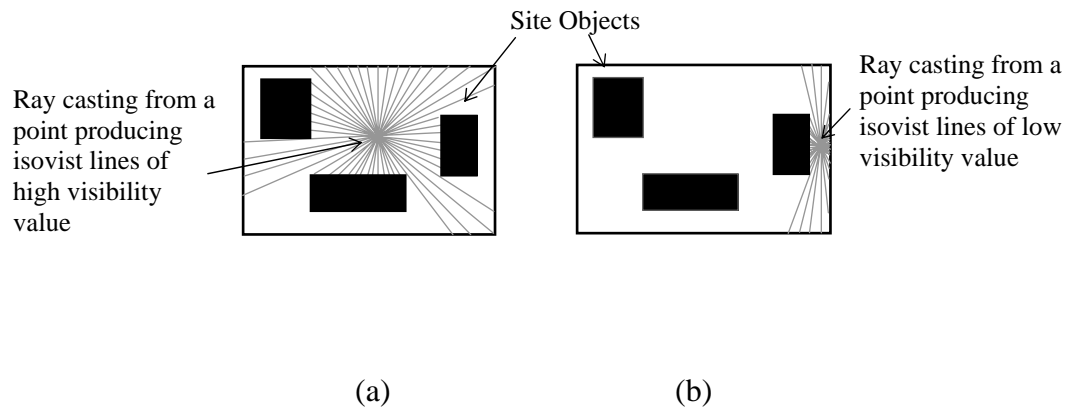 Site Objects
Ray casting from a
point producing
isovist lines of
high visibility
value
Ray casting from a
point producing
isovist lines of low
visibility value
(a)
(b)